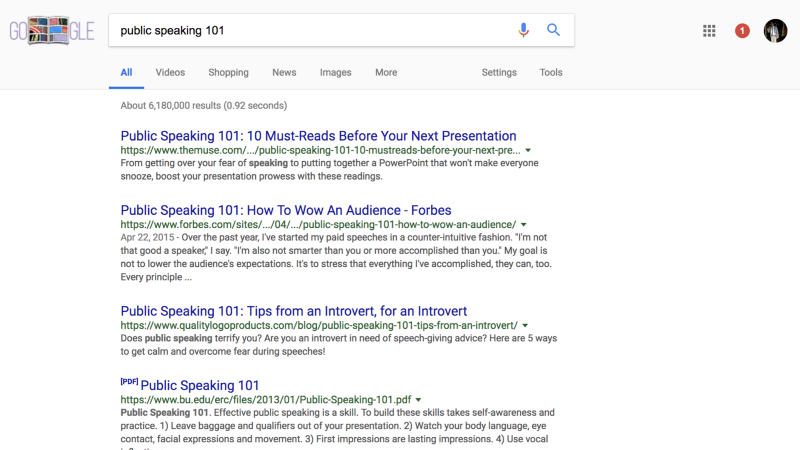 GO GLE
public speaking 101
1
All Videos Shopping News Images More Settings Tools
About 6,180,000 results (0.92 seconds)
Public Speaking 101: 10 Must-Reads Before Your Next Presentation
https://www.themuse.com/.../public-speaking-101-10-mustreads-before-your-next-pre...
From getting over your fear of speaking to putting together a PowerPoint that won't make everyone
snooze, boost your presentation prowess with these readings.
Public Speaking 101: How To Wow An Audience - Forbes
https://www.forbes.com/sites/.../04/.../public-speaking-101-how-to-wow-an-audience/
Apr 22, 2015 - Over the past year, I've started my paid speeches in a counter-intuitive fashion. "I'm not
that good a speaker," I say. "I'm also not smarter than you or more accomplished than you." My goal is
not to lower the audience's expectations. It's to stress that everything I've accomplished, they can, too.
Every principle ...
Public Speaking 101: Tips from an Introvert, for an Introvert
https://www.qualitylogoproducts.com/blog/public-speaking-101-tips-from-an-introvert/
Does public speaking terrify you? Are you an introvert in need of speech-giving advice? Here are 5 ways
to get calm and overcome fear during speeches!
[PDF] Public Speaking 101
https://www.bu.edu/erc/files/2013/01/Public-Speaking-101.pdf
Public Speaking 101. Effective public speaking is a skill. To build these skills takes self-awareness and
practice. 1) Leave baggage and qualifiers out of your presentation. 2) Watch your body language, eye
contact, facial expressions and movement. 3) First impressions are lasting impressions. 4) Use vocal